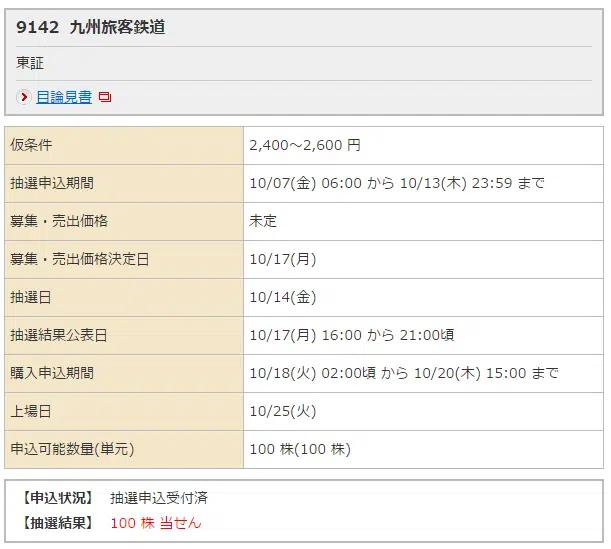 9142 九州旅客鉄道
東証
目論見書
仮条件 2,400～2,600 円
抽選申込期間 10/07(金) 06:00 から 10/13(木) 23:59 まで
募集・売出価格 未定
募集・売出価格決定日 10/17(月)
抽選日 10/14(金)
抽選結果公表日 10/17(月) 16:00 から 21:00頃
購入申込期間 10/18(火) 02:00頃 から 10/20(木) 15:00 まで
上場日 10/25(火)
申込可能数量(単元) 100 株(100 株)
【申込状況】 抽選申込受付済
【抽選結果】 100 株 当せん